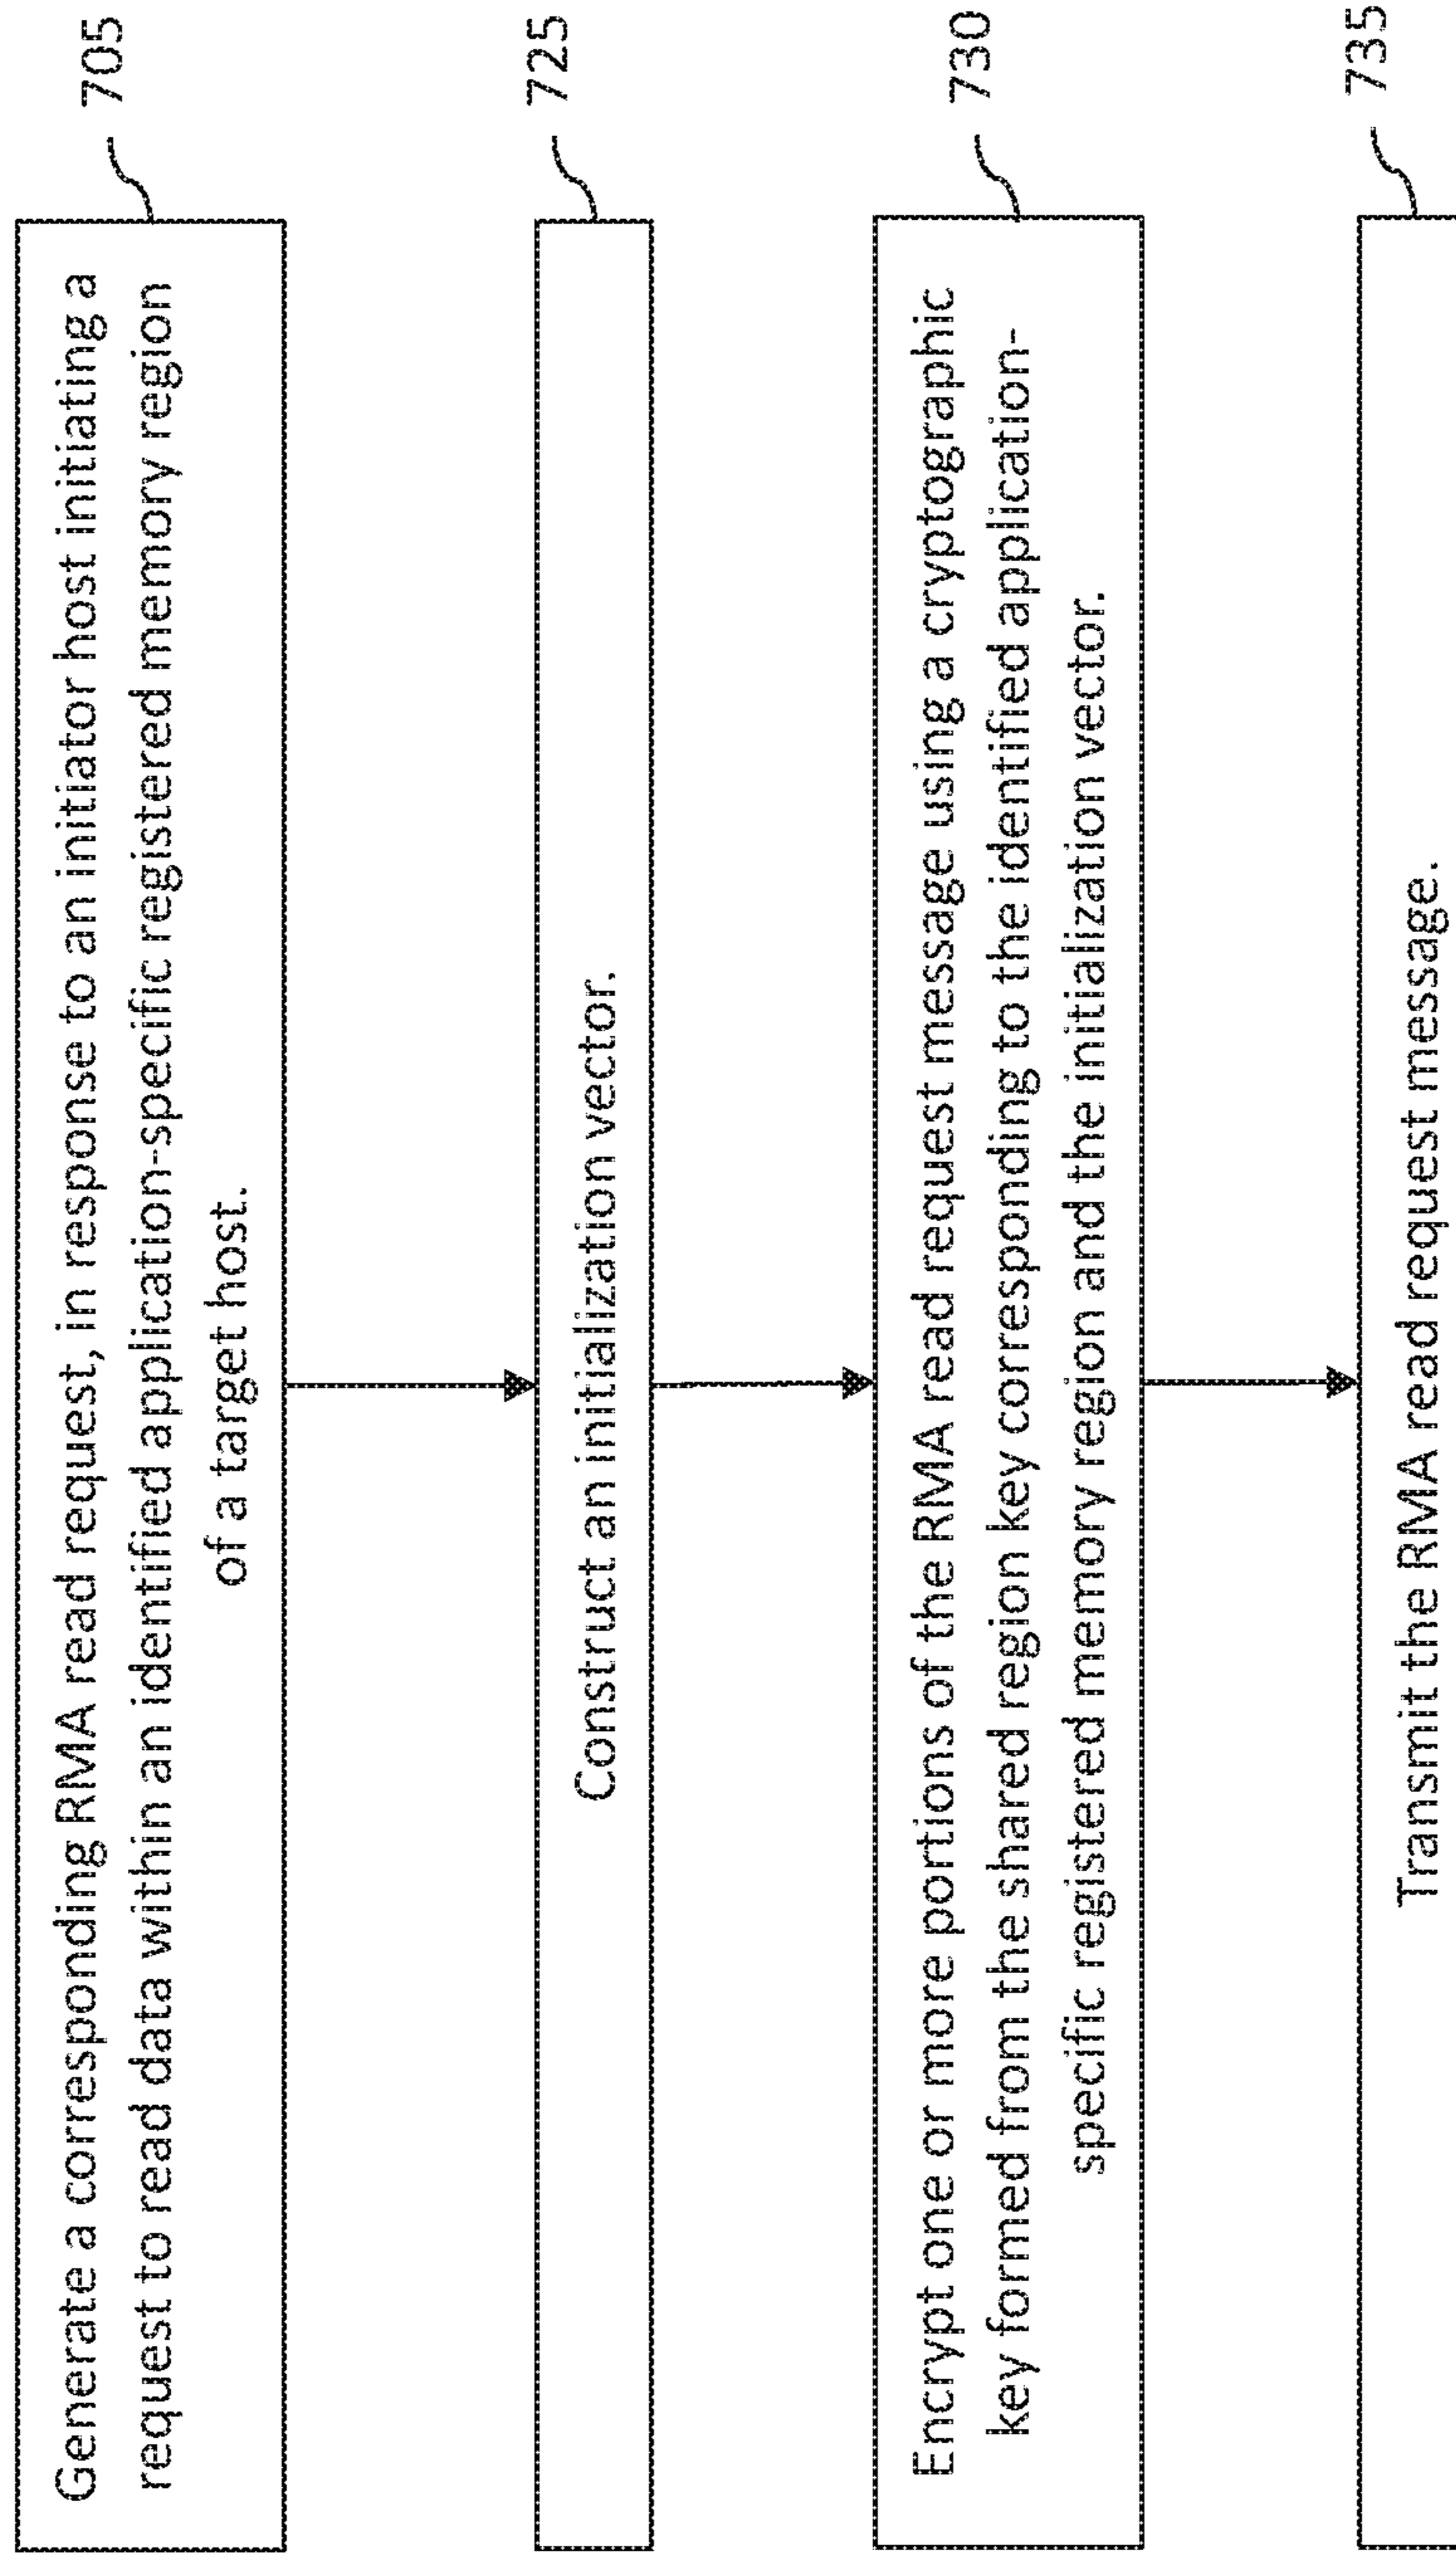 Generate a corresponding RMA read request, in response to an initiator host initiating a
request to read data within an identified application-specific registered memory region
of a target host.
705
Construct an initialization vector.
725
Encrypt one or more portions of the RMA read request message using a cryptographic
key formed from the shared region key corresponding to the identified application-
specific registered memory region and the initialization vector.
730
Transmit the RMA read request message.
735